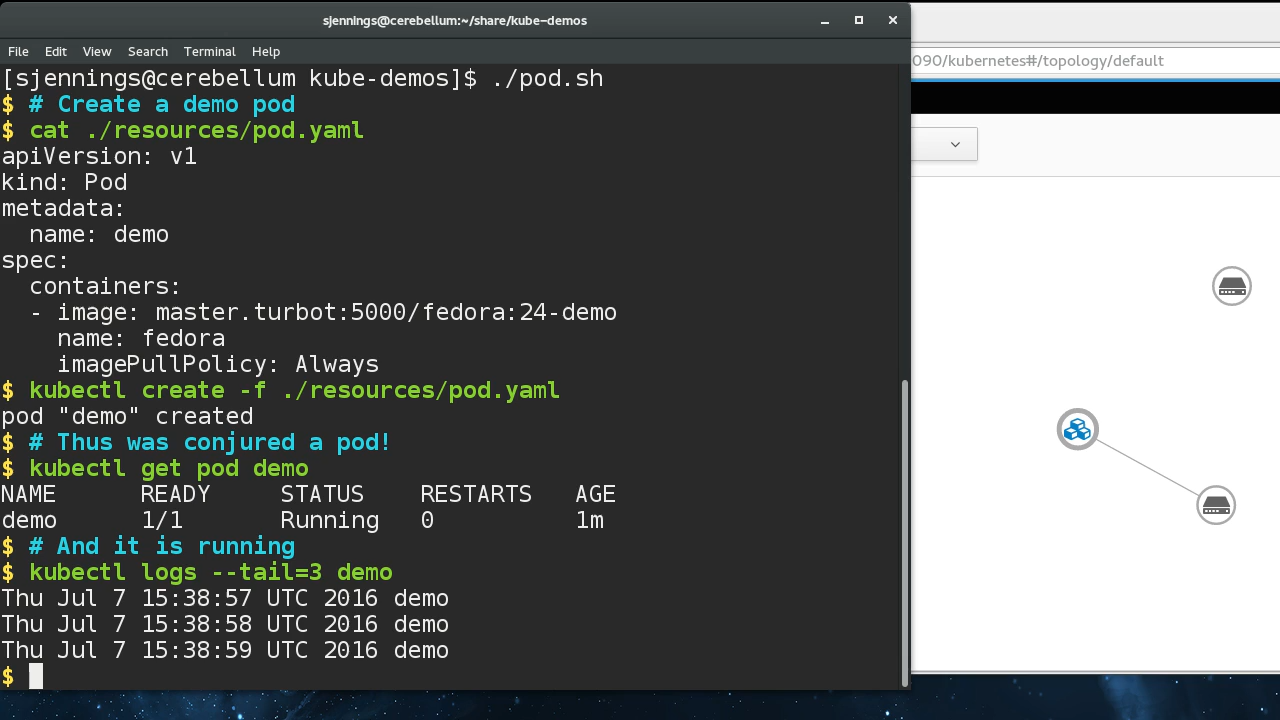 sjennings@cerebellum:~/share/kube-demos
File Edit View Search Terminal Help
[sjennings@cerebellum kube-demos]$ ./pod.sh
$ # Create a demo pod
$ cat ./resources/pod.yaml
apiVersion: v1
kind: Pod
metadata:
  name: demo
spec:
  containers:
  - image: master.turbot:5000/fedora:24-demo
    name: fedora
    imagePullPolicy: Always
$ kubectl create -f ./resources/pod.yaml
pod "demo" created
$ # Thus was conjured a pod!
$ kubectl get pod demo
NAME      READY     STATUS    RESTARTS   AGE
demo      1/1       Running   0          1m
$ # And it is running
$ kubectl logs --tail=3 demo
Thu Jul 7 15:38:57 UTC 2016 demo
Thu Jul 7 15:38:58 UTC 2016 demo
Thu Jul 7 15:38:59 UTC 2016 demo
$
090/kubernetes#/topology/default